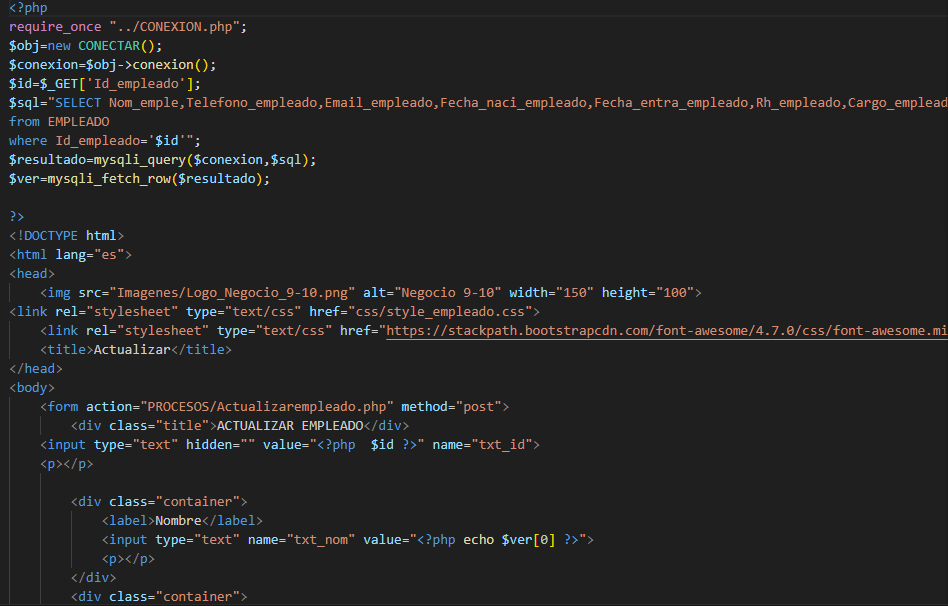 <?php
require_once "../CONEXION.php";
$obj=new CONECTAR();
$conexion=$obj->conexion();
$id=$_GET['Id_empleado'];
$sql="SELECT Nom_emple,Telefono_empleado,Email_empleado,Fecha_naci_empleado,Fecha_entra_empleado,Rh_empleado,Cargo_emplead
from EMPLEADO
where Id_empleado='$id'";
$resultado=mysqli_query($conexion,$sql);
$ver=mysqli_fetch_row($resultado);
?>
<!DOCTYPE html>
<html lang="es">
<head>
<img src="Imagenes/Logo_Negocio_9-10.png" alt="Negocio 9-10" width="150" height="100">
<link rel="stylesheet" type="text/css" href="css/style_empleado.css">
<link rel="stylesheet" type="text/css" href="https://stackpath.bootstrapcdn.com/font-awesome/4.7.0/css/font-awesome.mi
<title>Actualizar</title>
</head>
<body>
<form action="PROCESOS/Actualizarempleado.php" method="post">
<div class="title">ACTUALIZAR EMPLEADO</div>
<input type="text" hidden="" value="<?php  $id ?>" name="txt_id">
<p></p>
<div class="container">
<label>Nombre</label>
<input type="text" name="txt_nom" value="<?php echo $ver[0] ?>">
<p></p>
</div>
<div class="container">